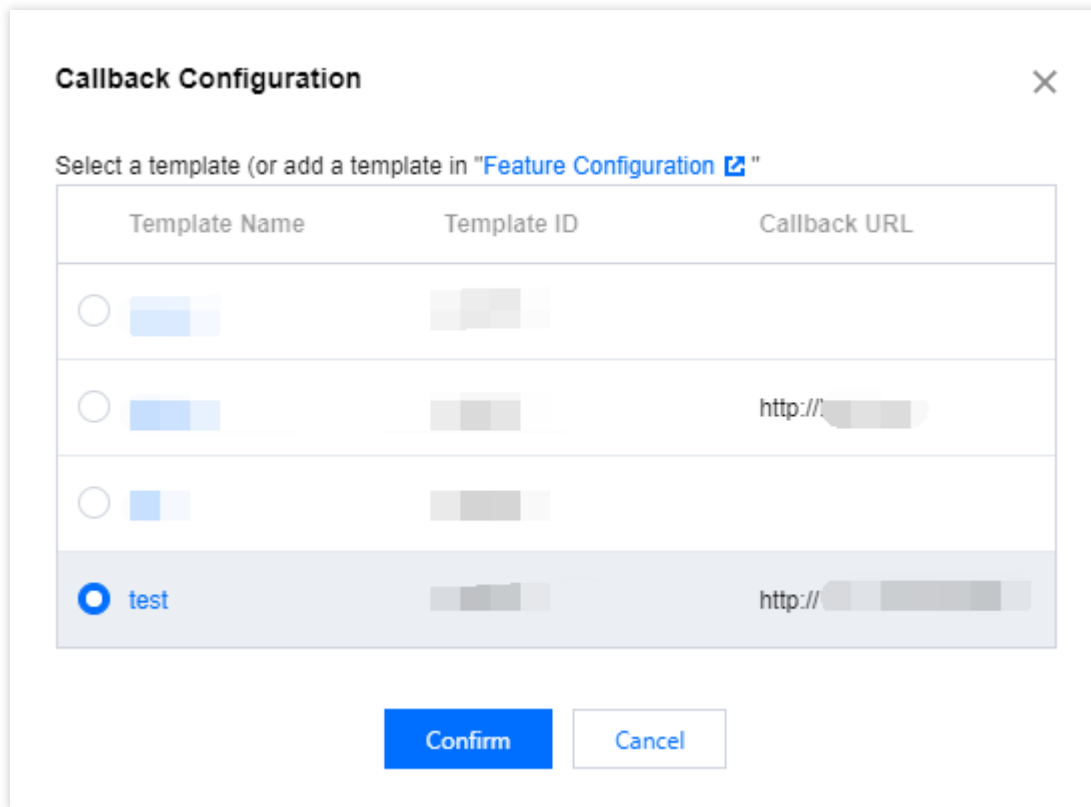 Callback Configuration
Select a template (or add a template in "Feature Configuration "
Template Name Template ID Callback URL
http://
test http://
Confirm Cancel